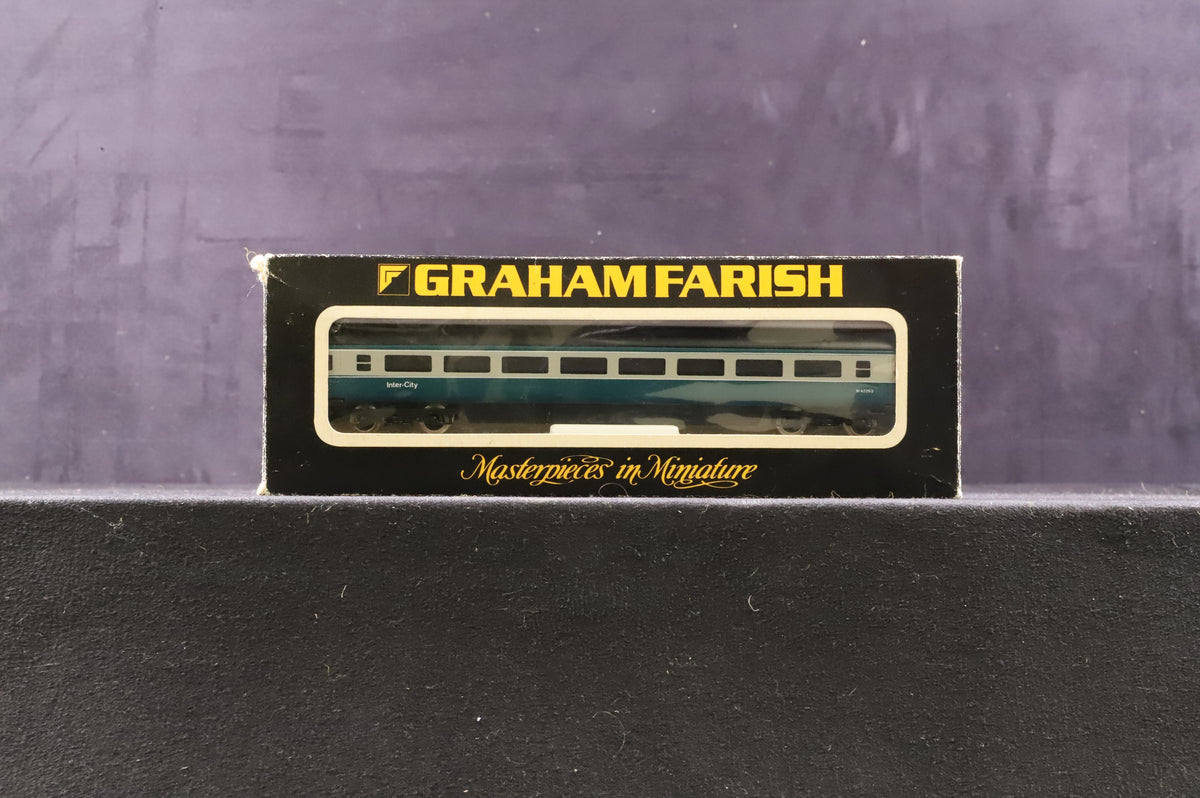 GRAHAM FARISH
Inter-City
Masterpieces in Miniature